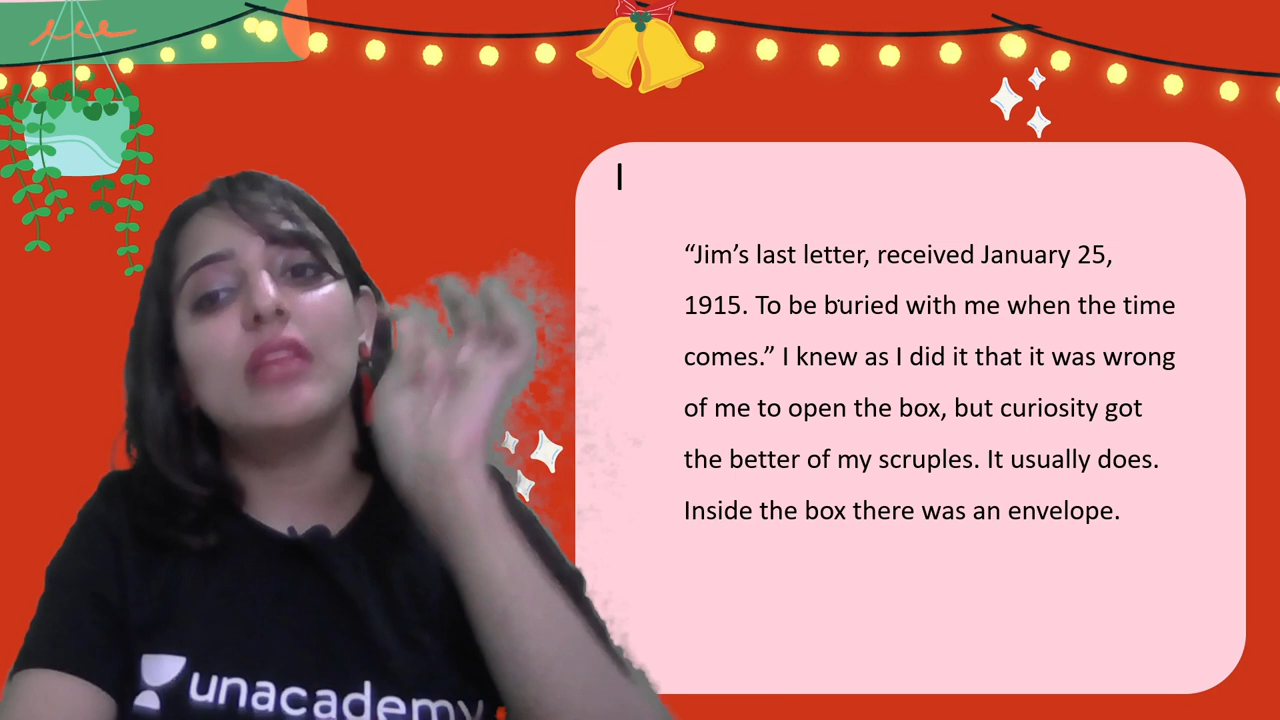 “Jim’s last letter, received January 25,
1915. To be buried with me when the time
comes.” I knew as I did it that it was wrong
of me to open the box, but curiosity got
the better of my scruples. It usually does.
Inside the box there was an envelope.
unacademy